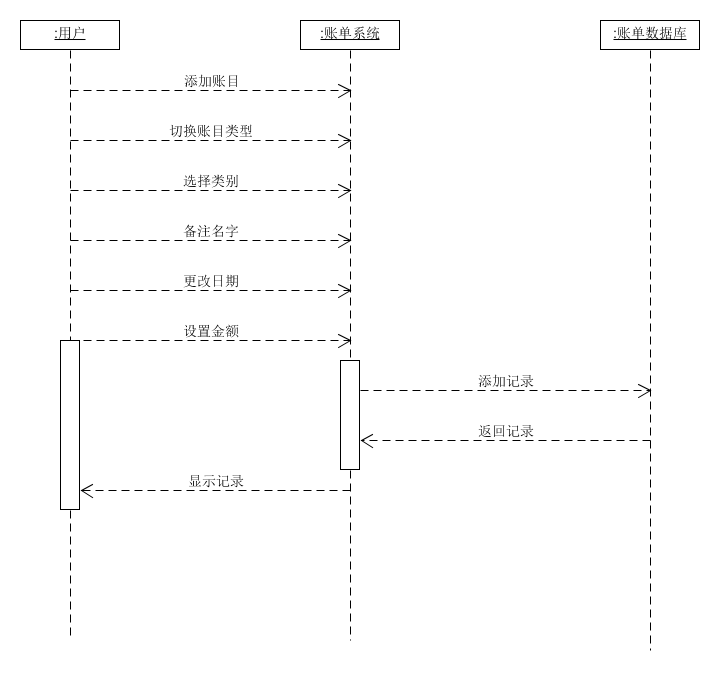 :用户
:账单系统
:账单数据库
添加账目
切换账目类型
选择类别
备注名字
更改日期
设置金额
添加记录
返回记录
显示记录